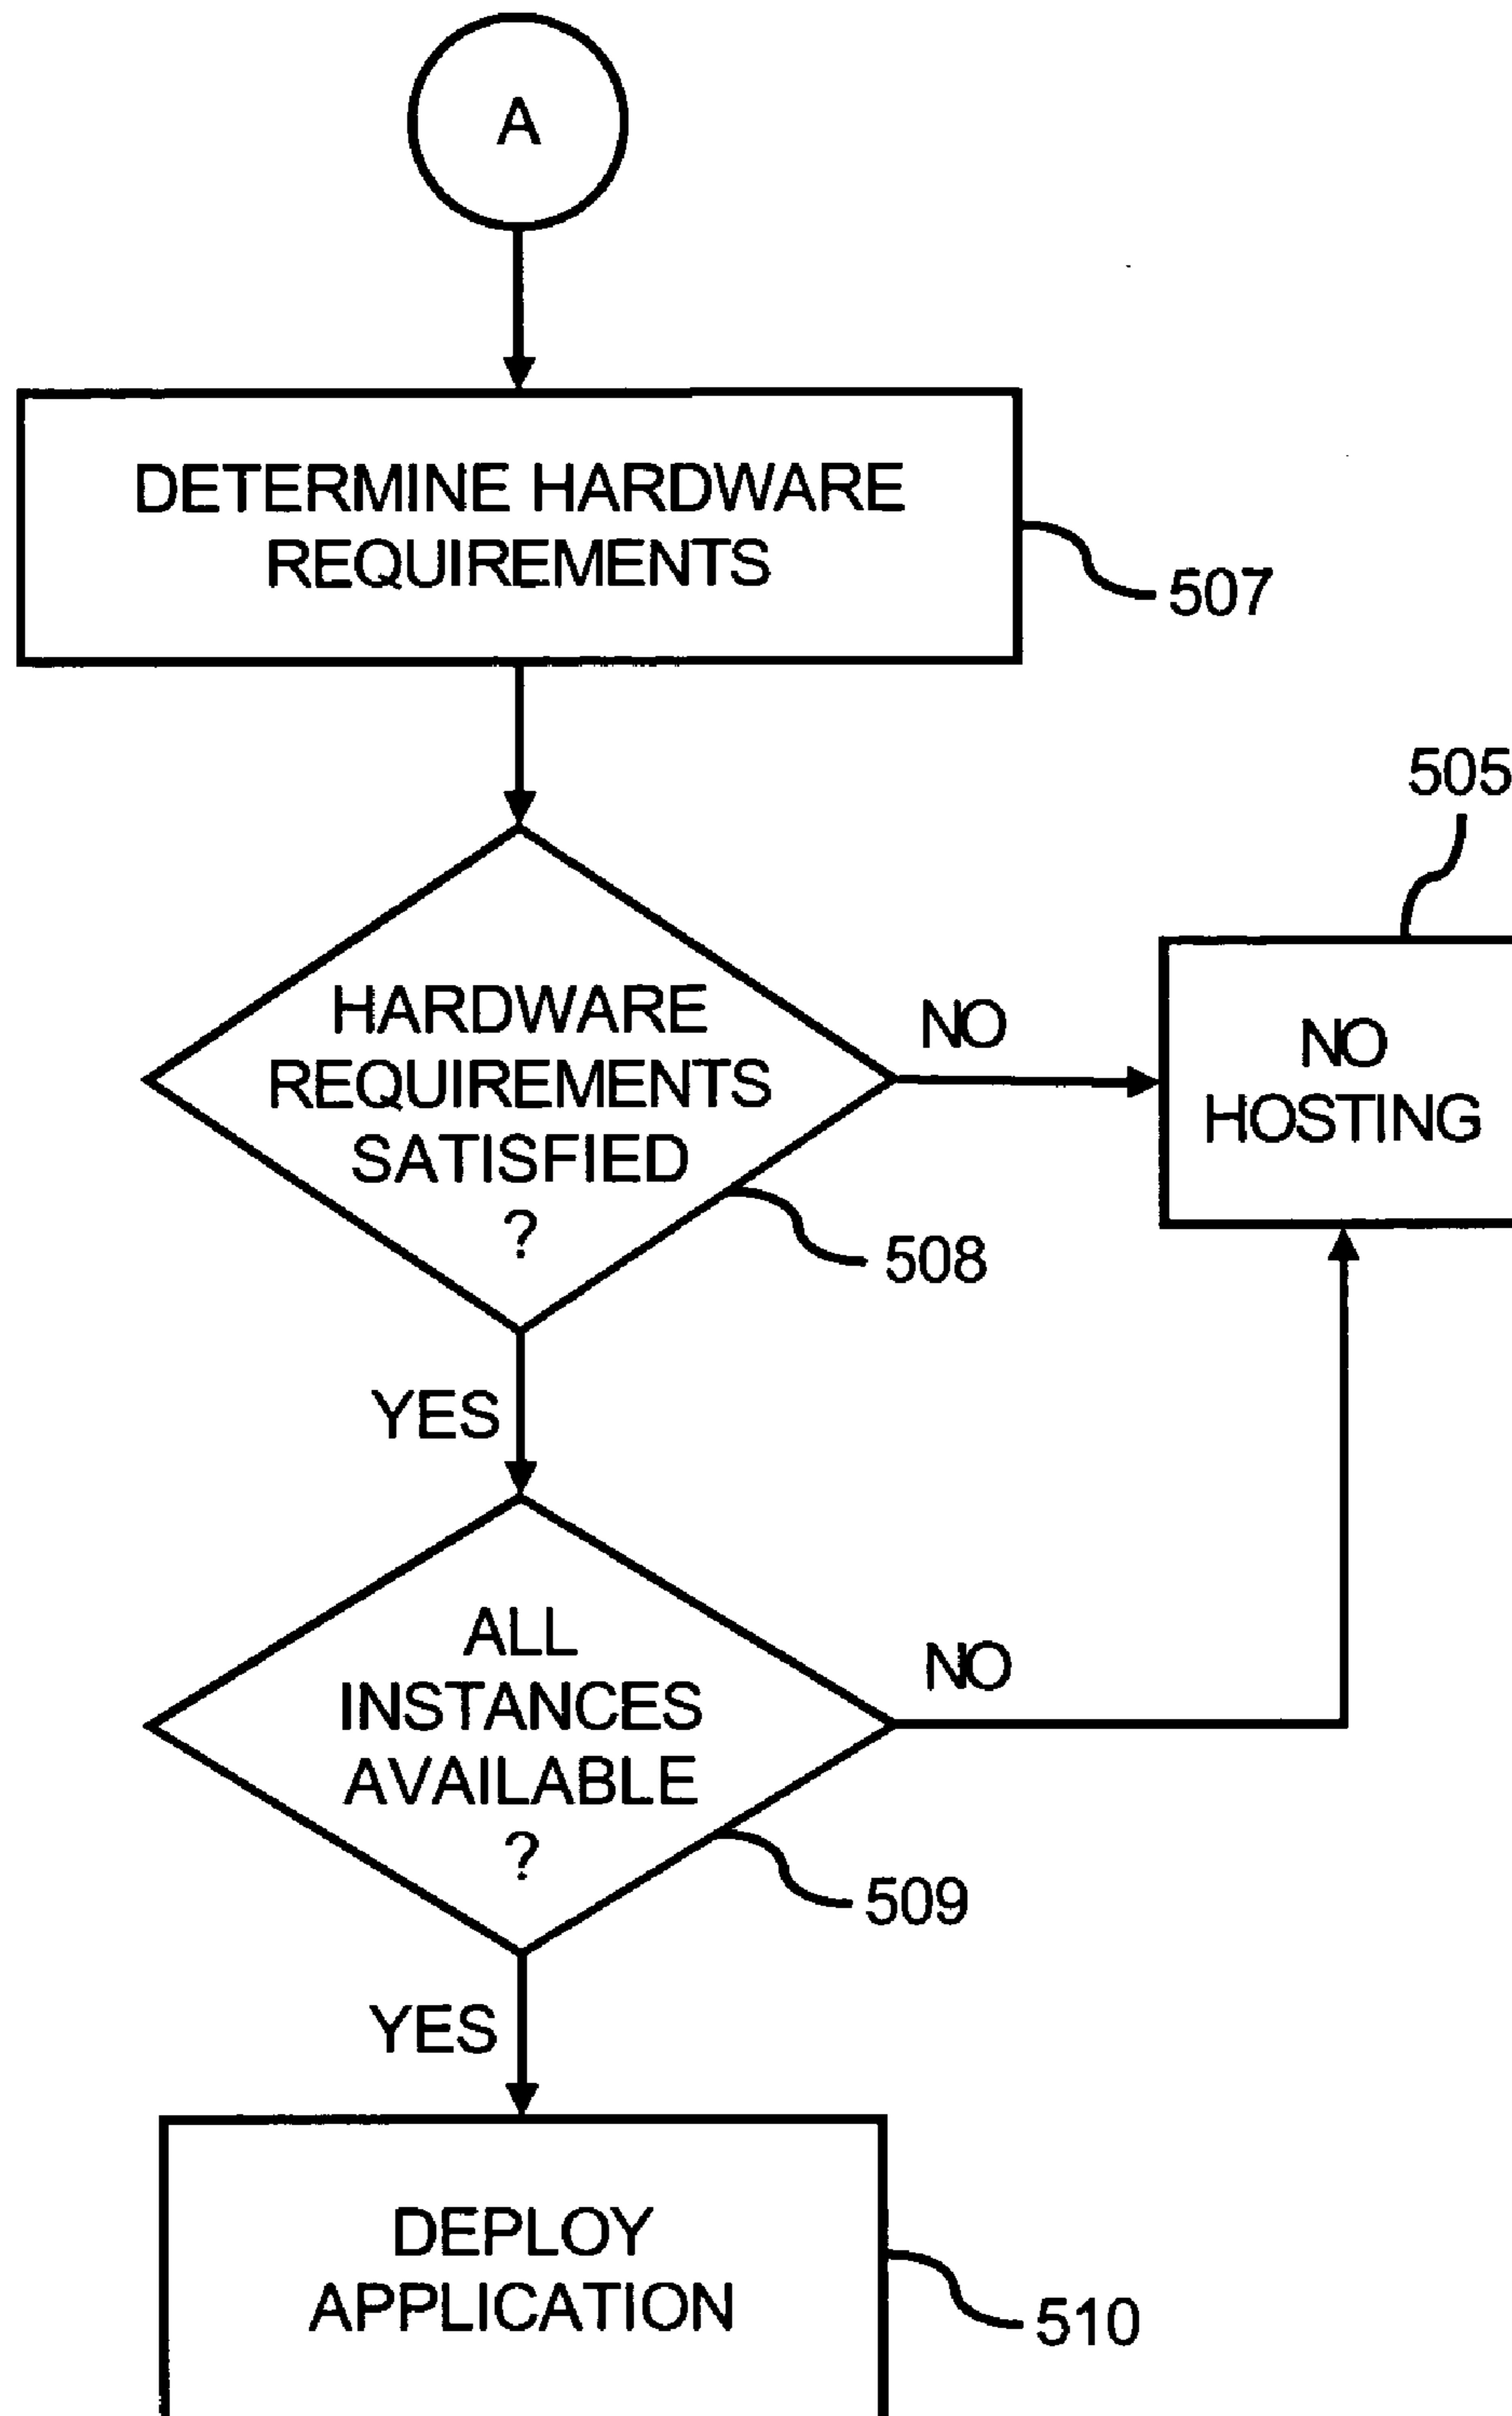 A
DETERMINE HARDWARE
REQUIREMENTS
507
505
HARDWARE
REQUIREMENTS
SATISFIED
?
NO
NO
HOSTING
508
YES
ALL
INSTANCES
AVAILABLE
?
NO
509
YES
DEPLOY
APPLICATION
510